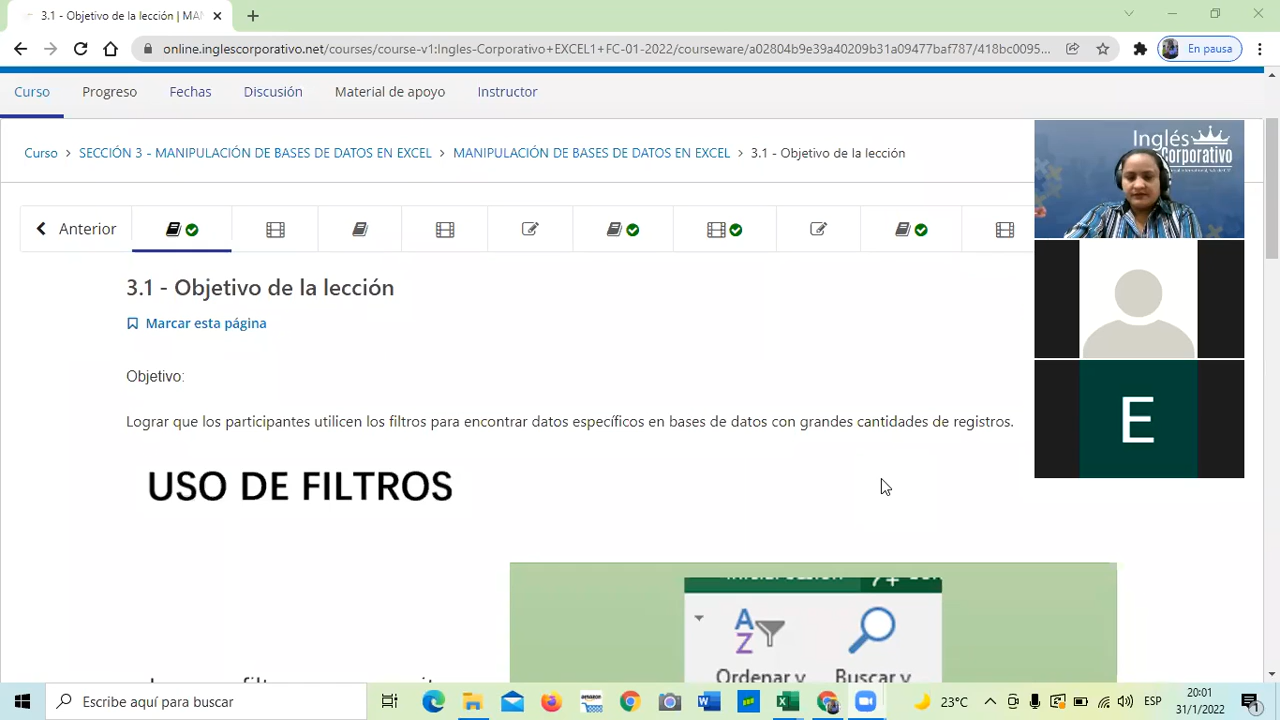 3.1 - Objetivo de la lección | MA
online.inglescorporativo.net/courses/course-v1:Ingles-Corporativo+EXCEL1+FC-01-2022/courseware/a02804b9e39a40209b31a09477baf787/418bc0095...
En pausa
Curso Progreso Fechas Discusión Material de apoyo Instructor
Curso > SECCIÓN 3 - MANIPULACIÓN DE BASES DE DATOS EN EXCEL > MANIPULACIÓN DE BASES DE DATOS EN EXCEL > 3.1 - Objetivo de la lección
Inglés
Corporativo
Anterior
3.1 - Objetivo de la lección
Marcar esta página
Objetivo:
Lograr que los participantes utilicen los filtros para encontrar datos específicos en bases de datos con grandes cantidades de registros.
E
USO DE FILTROS
A
Z
Ordenar y Buscar y
Escribe aquí para buscar
23°C
ESP
20:01
31/1/2022
1